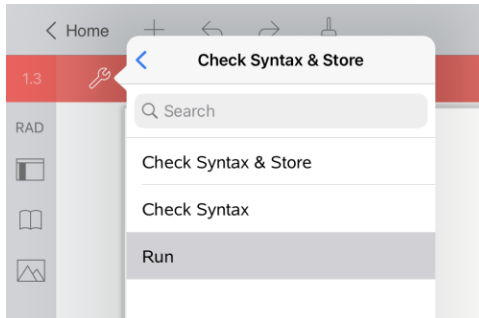 Home
Check Syntax & Store
1.3
Search
RAD
Check Syntax & Store
Check Syntax
Run